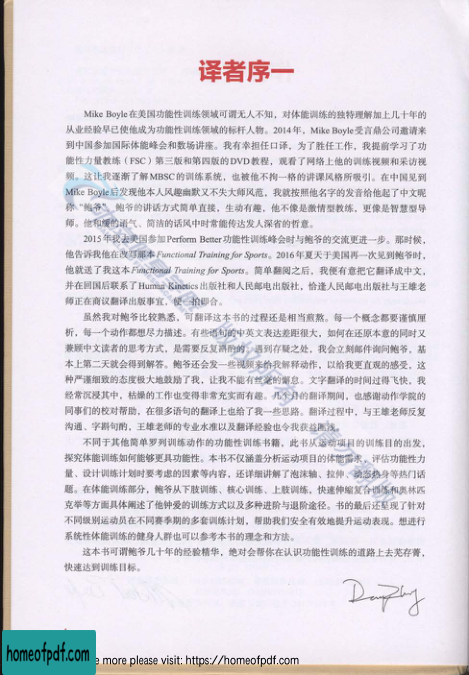 译者序一
Mike Boyle在美国功能性训练领域可谓无人不知，对体能训练的独特理解加上几十年的
从业经验早已使他成为功能性训练领域的标杆人物。2014年，Mike Boyle受言鼎公司邀请来
到中国参加国际体能峰会和数场讲座。我有幸担任口译，为了胜任工作，我提前学习了功
能性力量教练（FSC）第三版和第四版的DVD教程，观看了网络上他的训练视频和采访视
频。这让我逐渐了解MBSC的训练系统，也被他不拘一格的讲课风格所吸引。在中国见到
Mike Boyle后发现他本人风趣幽默又不失大师风范，我就按照他名字的发音给他起了中文昵
称“鲍爷”。鲍爷的讲话方式简单直接，生动有趣，他不像是激情型教练，更像是智慧型导
师。他和缓的语气、简洁的话风中时常能传达发人深省的哲意。
2015年我去美国参加Perform Better功能性训练峰会时与鲍爷的交流更进一步。那时候，
他告诉我他在改写那本Functional Training for Sports。2016年夏天于美国再一次见到鲍爷时，
他就送了我这本Functional Training for Sports。简单翻阅之后，我便有意把它翻译成中文，
并在回国后联系了Human Kinetics出版社和人民邮电出版社，恰逢人民邮电出版社与王雄老
师正在商议翻译出版事宜，便一拍即合。
虽然我对鲍爷比较熟悉，可翻译这本书的过程还是相当煎熬。每一个概念都要谨慎厘
析，每一个动作都想尽力描述。有些语句的中英文表达差距很大，如何在还原本意的同时又
兼顾中文读者的思考方式，是需要反复推敲的。遇到存疑之处，我会立刻邮件询问鲍爷，基
本上第二天就会得到解答。鲍爷还会发一些视频来给我解释动作，以给我更直观的感受，这
种严谨细致的态度极大地鼓励了我，让我不能有丝毫的懈怠。文字翻译的时间过得飞快，我
经常沉浸其中，枯燥的工作也变得非常充实而有趣。几个月的翻译期间，也感谢动作学院的
同事们的校对帮助，在很多语句的翻译上也给了我一些思路。翻译过程中，与王雄老师反复
沟通、字斟句酌，王雄老师的专业水准以及翻译经验也令我获益匪浅。
不同于其他简单罗列训练动作的功能性训练书籍，此书从运动项目的训练目的出发，
探究体能训练如何能够更具功能性。本书不仅涵盖分析运动项目的体能需求，评估功能性力
量、设计训练计划时要考虑的因素等内容，还详细讲解了泡沫轴、拉伸、动态热身等热门话
题。在体能训练部分，鲍爷从下肢训练、核心训练、上肢训练、快速伸缩复合训练和奥林匹
克举等方面具体阐述了他钟爱的训练方式以及多种进阶与退阶途径。书的最后还呈现了针对
不同级别运动员在不同赛季期的多套训练计划，帮助我们安全有效地提升运动表现。想进行
系统性体能训练的健身人群也可以参考本书的理念和方法。
这本书可谓鲍爷几十年的经验精华，绝对会帮你在认识功能性训练的道路上去芜存菁，
快速达到训练目标。
homeofpdf.com
e more please visit: https://homeofpdf.com